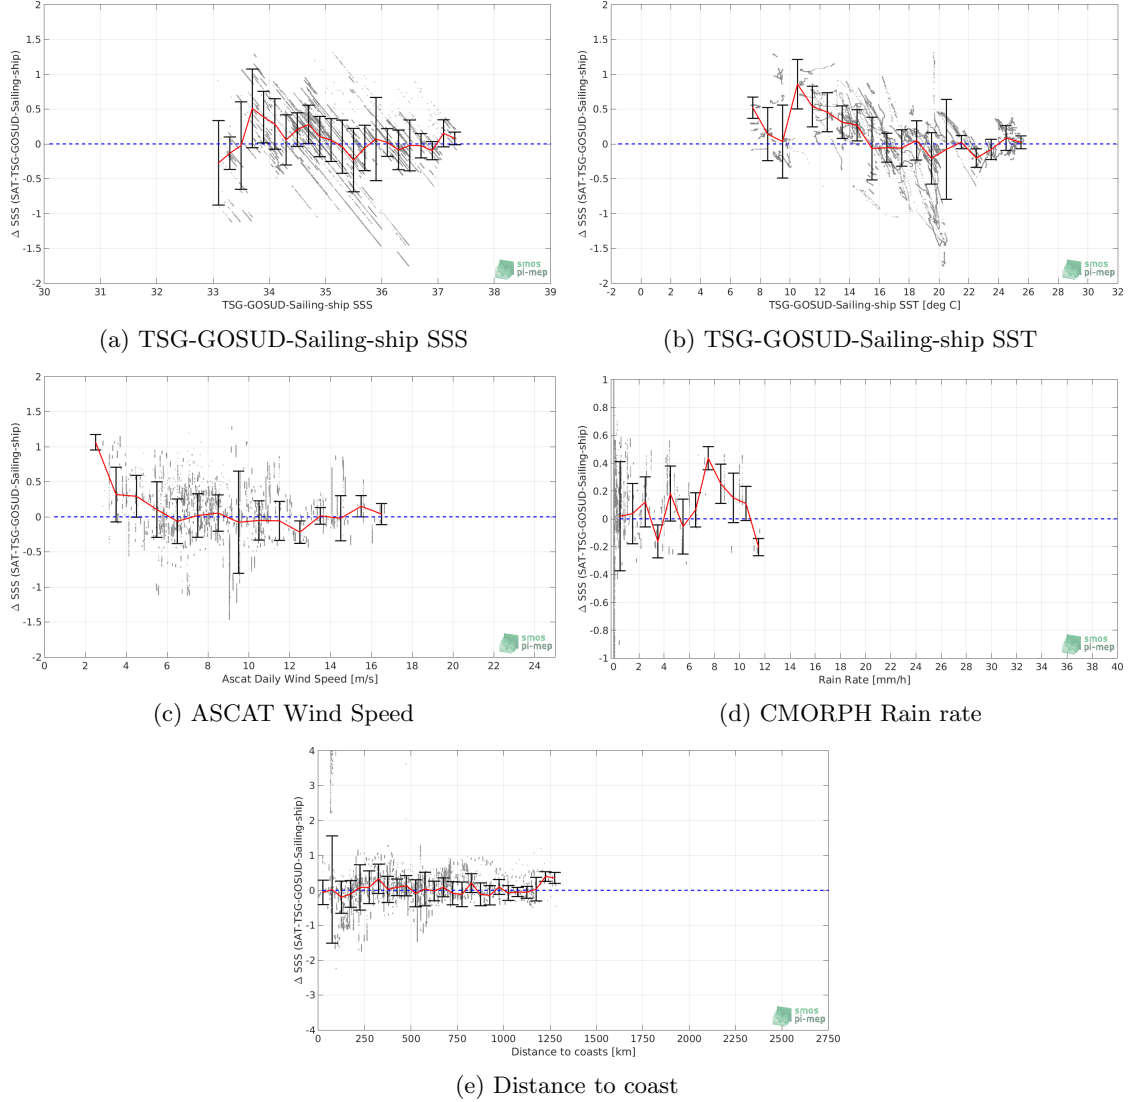 2
1.5
1
0.5
0
-0.5
-1
-1.5
-2
Δ SSS (SAT-TSG-GOSUD-Sailing-ship)
30 31 32 33 34 35 36 37 38 39
TSG-GOSUD-Sailing-ship SSS
smos
pi-mep
(a) TSG-GOSUD-Sailing-ship SSS
2
1.5
1
0.5
0
-0.5
-1
-1.5
-2
Δ SSS (SAT-TSG-GOSUD-Sailing-ship)
-2 0 2 4 6 8 10 12 14 16 18 20 22 24 26 28 30 32
TSG-GOSUD-Sailing-ship SST [deg C]
smos
pi-mep
(b) TSG-GOSUD-Sailing-ship SST
2
1.5
1
0.5
0
-0.5
-1
-1.5
-2
Δ SSS (SAT-TSG-GOSUD-Sailing-ship)
0 2 4 6 8 10 12 14 16 18 20 22 24
Ascat Daily Wind Speed [m/s]
smos
pi-mep
(c) ASCAT Wind Speed
1
0.8
0.6
0.4
0.2
0
-0.2
-0.4
-0.6
-0.8
-1
Δ SSS (SAT-TSG-GOSUD-Sailing-ship)
0 2 4 6 8 10 12 14 16 18 20 22 24 26 28 30 32 34 36 38 40
Rain Rate [mm/h]
smos
pi-mep
(d) CMORPH Rain rate
4
3
2
1
0
-1
-2
-3
-4
Δ SSS (SAT-TSG-GOSUD-Sailing-ship)
0 250 500 750 1000 1250 1500 1750 2000 2250 2500 2750
Distance to coasts [km]
smos
pi-mep
(e) Distance to coast